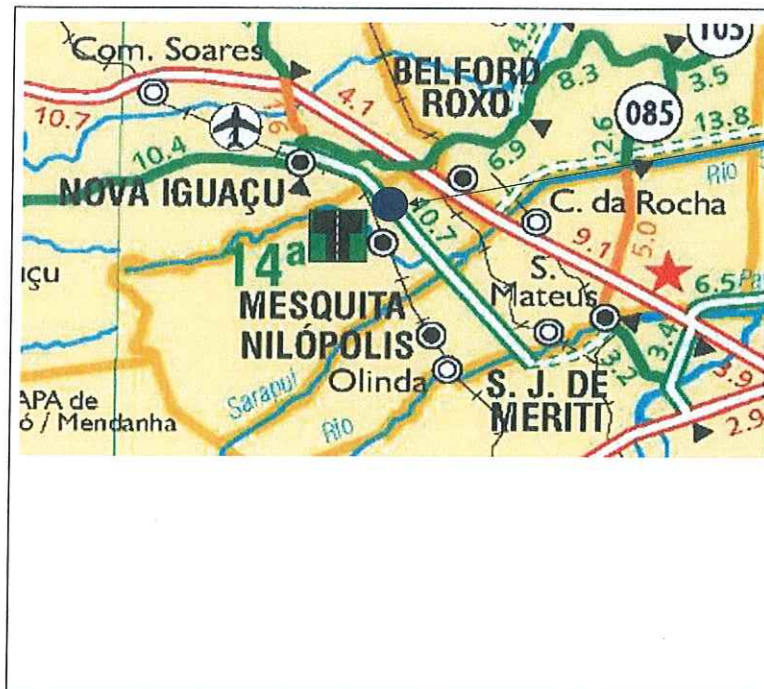 105
Com. Soares
BELFORD
ROXO
8.3
3.5
10.7
4.1
085
2.6
13.8
10.4
6.9
Rio
NOVA IGUAÇU
C. da Rocha
10.7
9.1
5.0
14ª
S.
Mateus
6.5
MESQUITA
NILÓPOLIS
Olinda
3.2
3.4
3.9
S. J. DE
MERITI
APA de
ó / Mendanha
Sarapuí
Rio
2.9